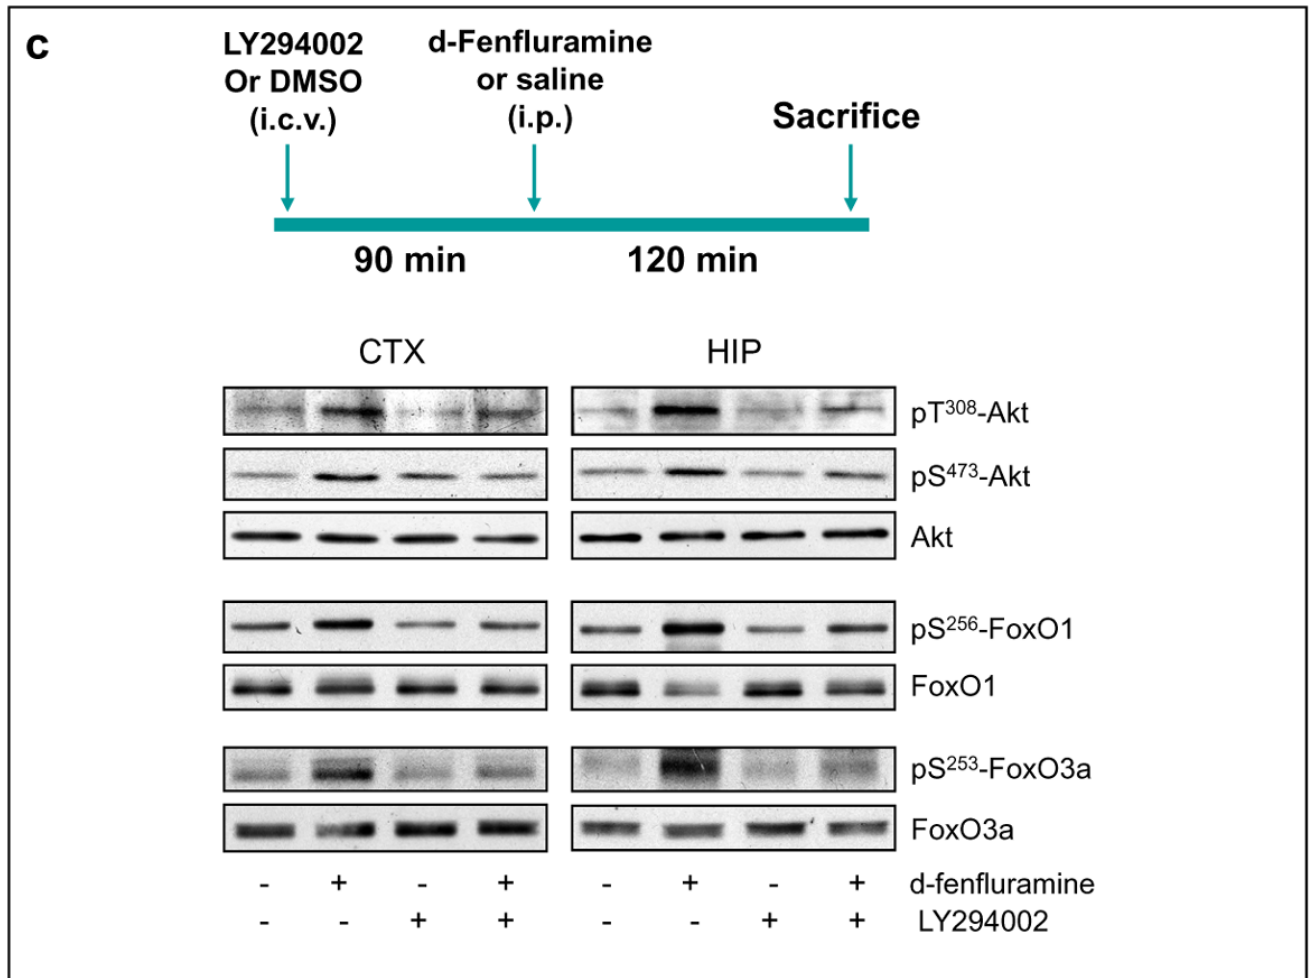 c
LY294002
Or DMSO
(i.c.v.)
d-Fenfluramine
or saline
(i.p.)
Sacrifice
90 min
120 min
CTX
HIP
pT³⁰⁸-Akt
pS⁴⁷³-Akt
Akt
pS²⁵⁶-FoxO1
FoxO1
pS²⁵³-FoxO3a
FoxO3a
- + - + - + - + d-fenfluramine
- - + + - - + + LY294002